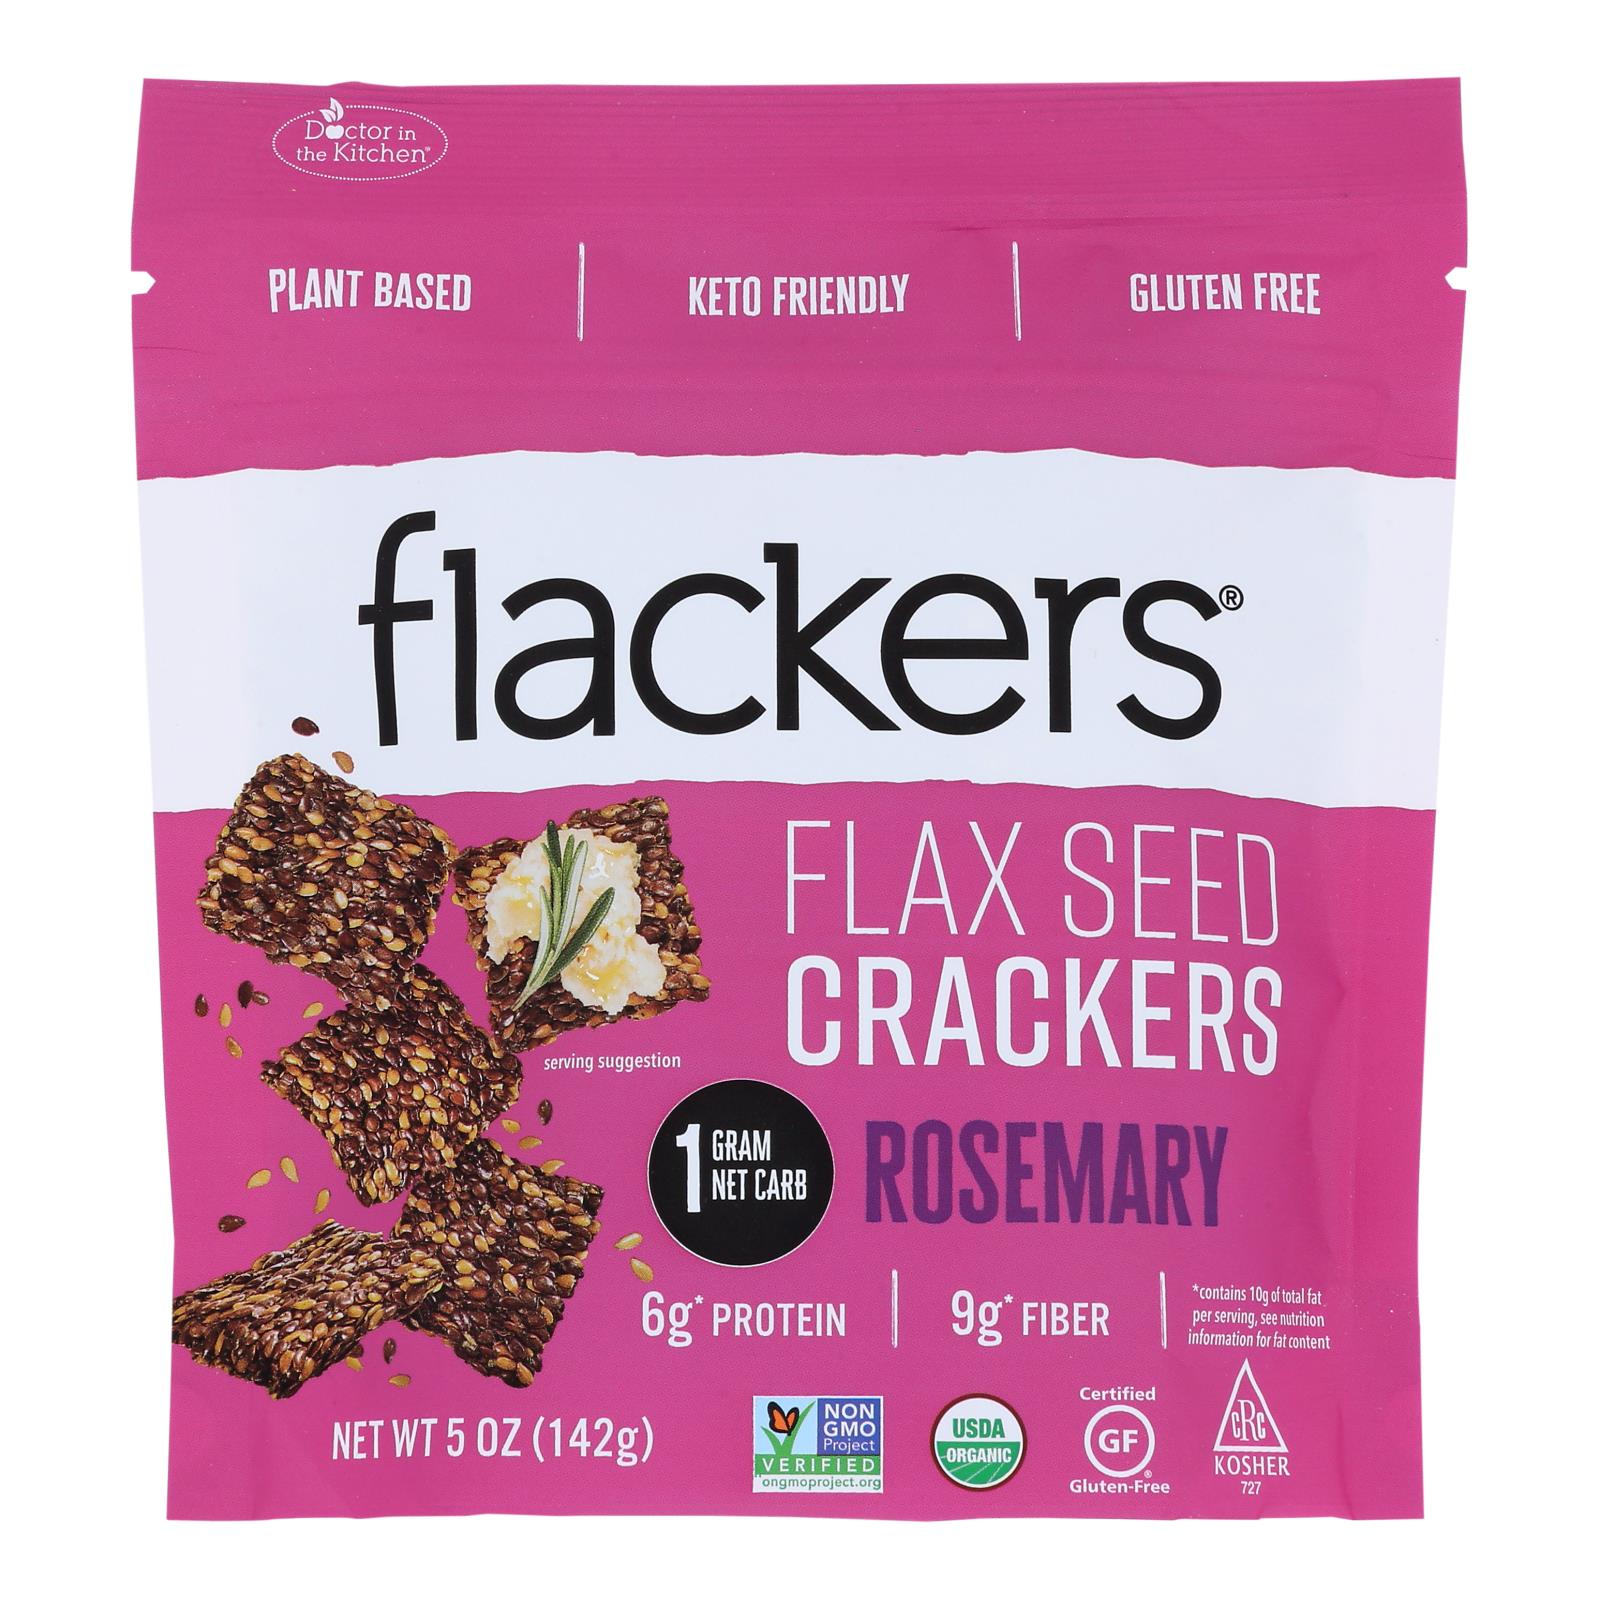 Doctor in
the Kitchen®
PLANT BASED
KETO FRIENDLY
GLUTEN FREE
flackers®
FLAX SEED
CRACKERS
serving suggestion
1 GRAM
NET CARB
ROSEMARY
6g* PROTEIN
9g* FIBER
*contains 10g of total fat
per serving, see nutrition
information for fat content
NET WT 5 OZ (142g)
NON
GMO
Project
VERIFIED
ongmoproject.org
USDA
ORGANIC
Certified
GF®
Gluten-Free
cRc
KOSHER
727